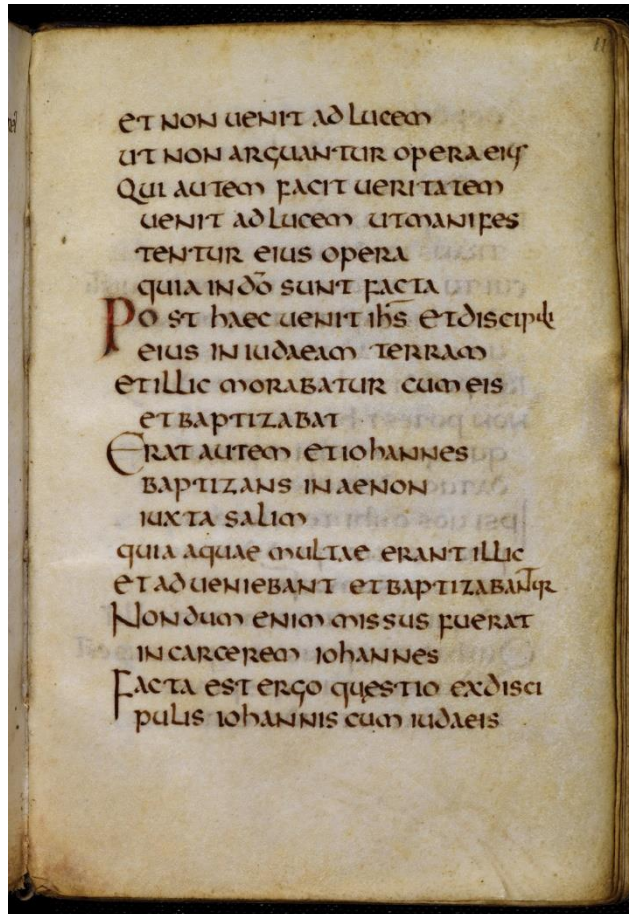 11
et non uenit ad lucem
ut non arguantur opera eius
Qui autem facit ueritatem
uenit ad lucem ut manifes
tentur eius opera
quia in dō sunt facta
Post haec uenit ihs̄ et discipuli
eius in iudaeam terram
et illic morabatur cum eis
et baptizabat
Erat autem et iohannes
baptizans in aenon
iuxta salim
quia aquae multae erant illic
et adueniebant et baptizabantur
Nondum enim missus fuerat
in carcerem iohannes
Facta est ergo quęstio ex disci
pulis iohannis cum iudaeis